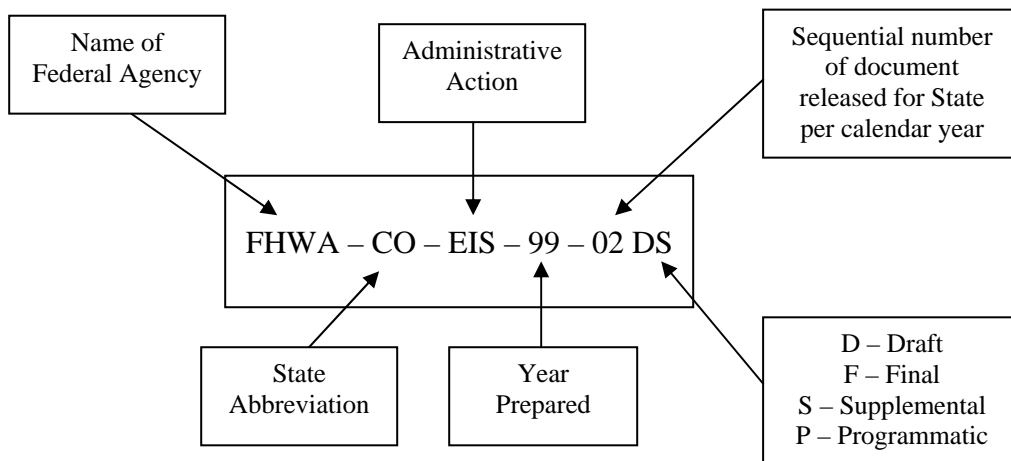 Name of
Federal Agency
Administrative
Action
Sequential number
of document
released for State
per calendar year
FHWA – CO – EIS – 99 – 02 DS
State
Abbreviation
Year
Prepared
D – Draft
F – Final
S – Supplemental
P – Programmatic